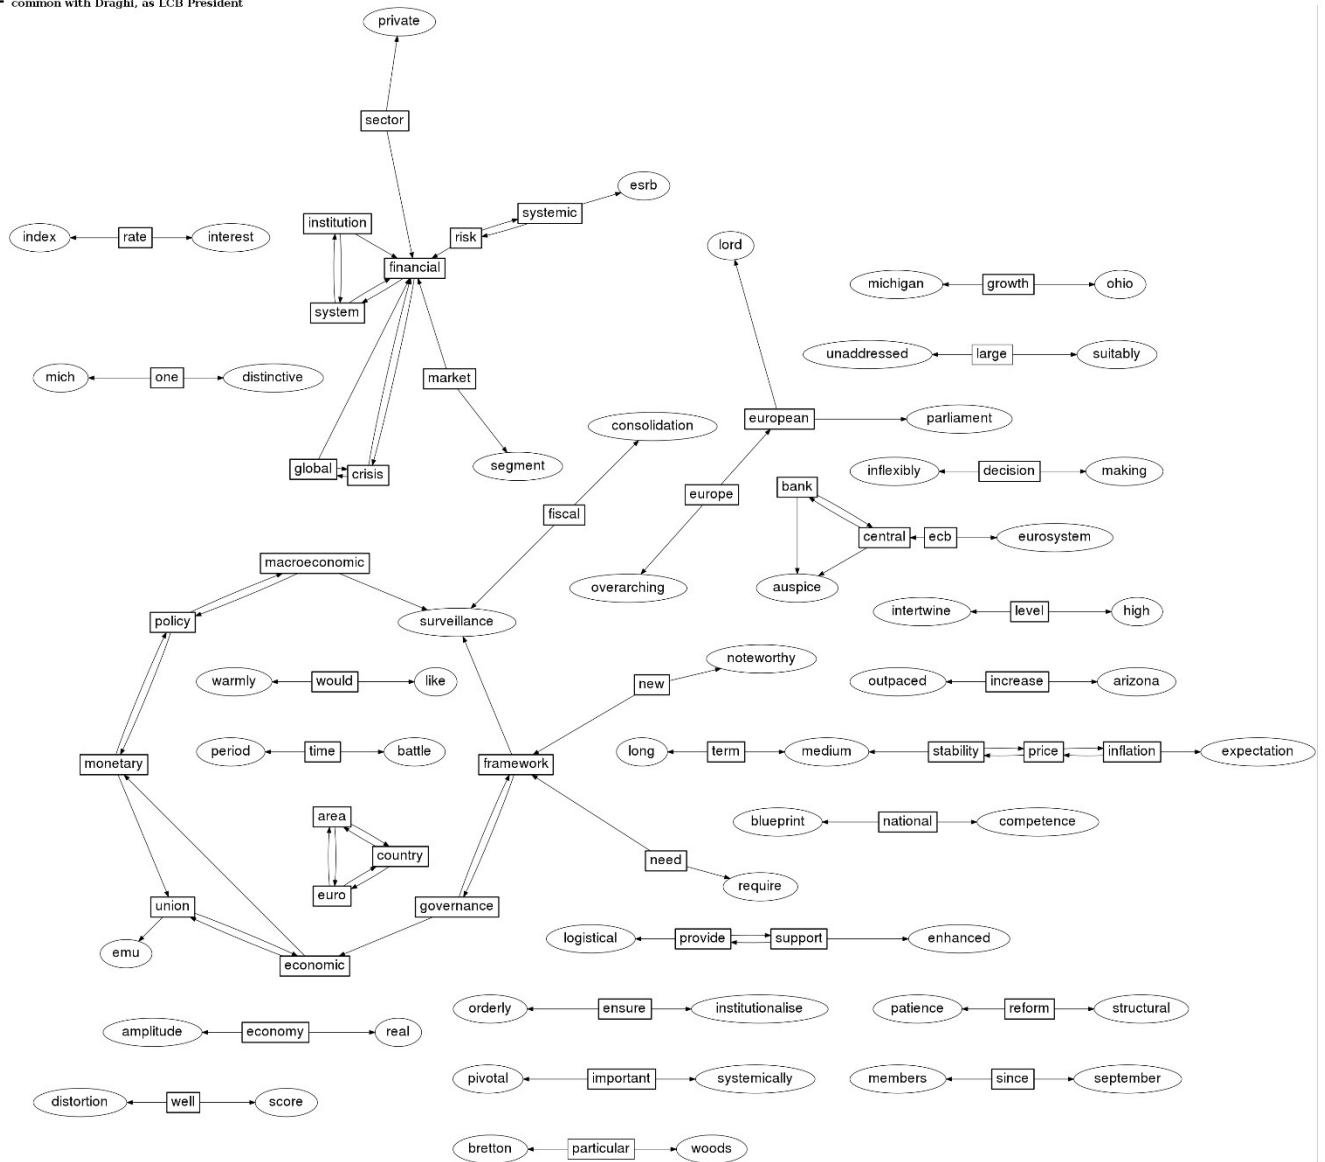 common with Draghi, as ECB President
private
sector
esrb
systemic
institution
risk
index
rate
interest
lord
financial
michigan
growth
ohio
system
unaddressed
large
suitably
mich
one
distinctive
market
european
parliament
consolidation
segment
global
crisis
inflexibly
decision
making
bank
europe
fiscal
central
ecb
eurosystem
macroeconomic
overarching
auspice
policy
surveillance
intertwine
level
high
noteworthy
warmly
would
like
new
outpaced
increase
arizona
period
time
battle
long
term
medium
stability
price
inflation
expectation
monetary
framework
area
blueprint
national
competence
country
need
euro
require
union
governance
logistical
provide
support
enhanced
emu
economic
orderly
ensure
institutionalise
patience
reform
structural
amplitude
economy
real
pivotal
important
systemically
members
since
september
distortion
well
score
bretton
particular
woods